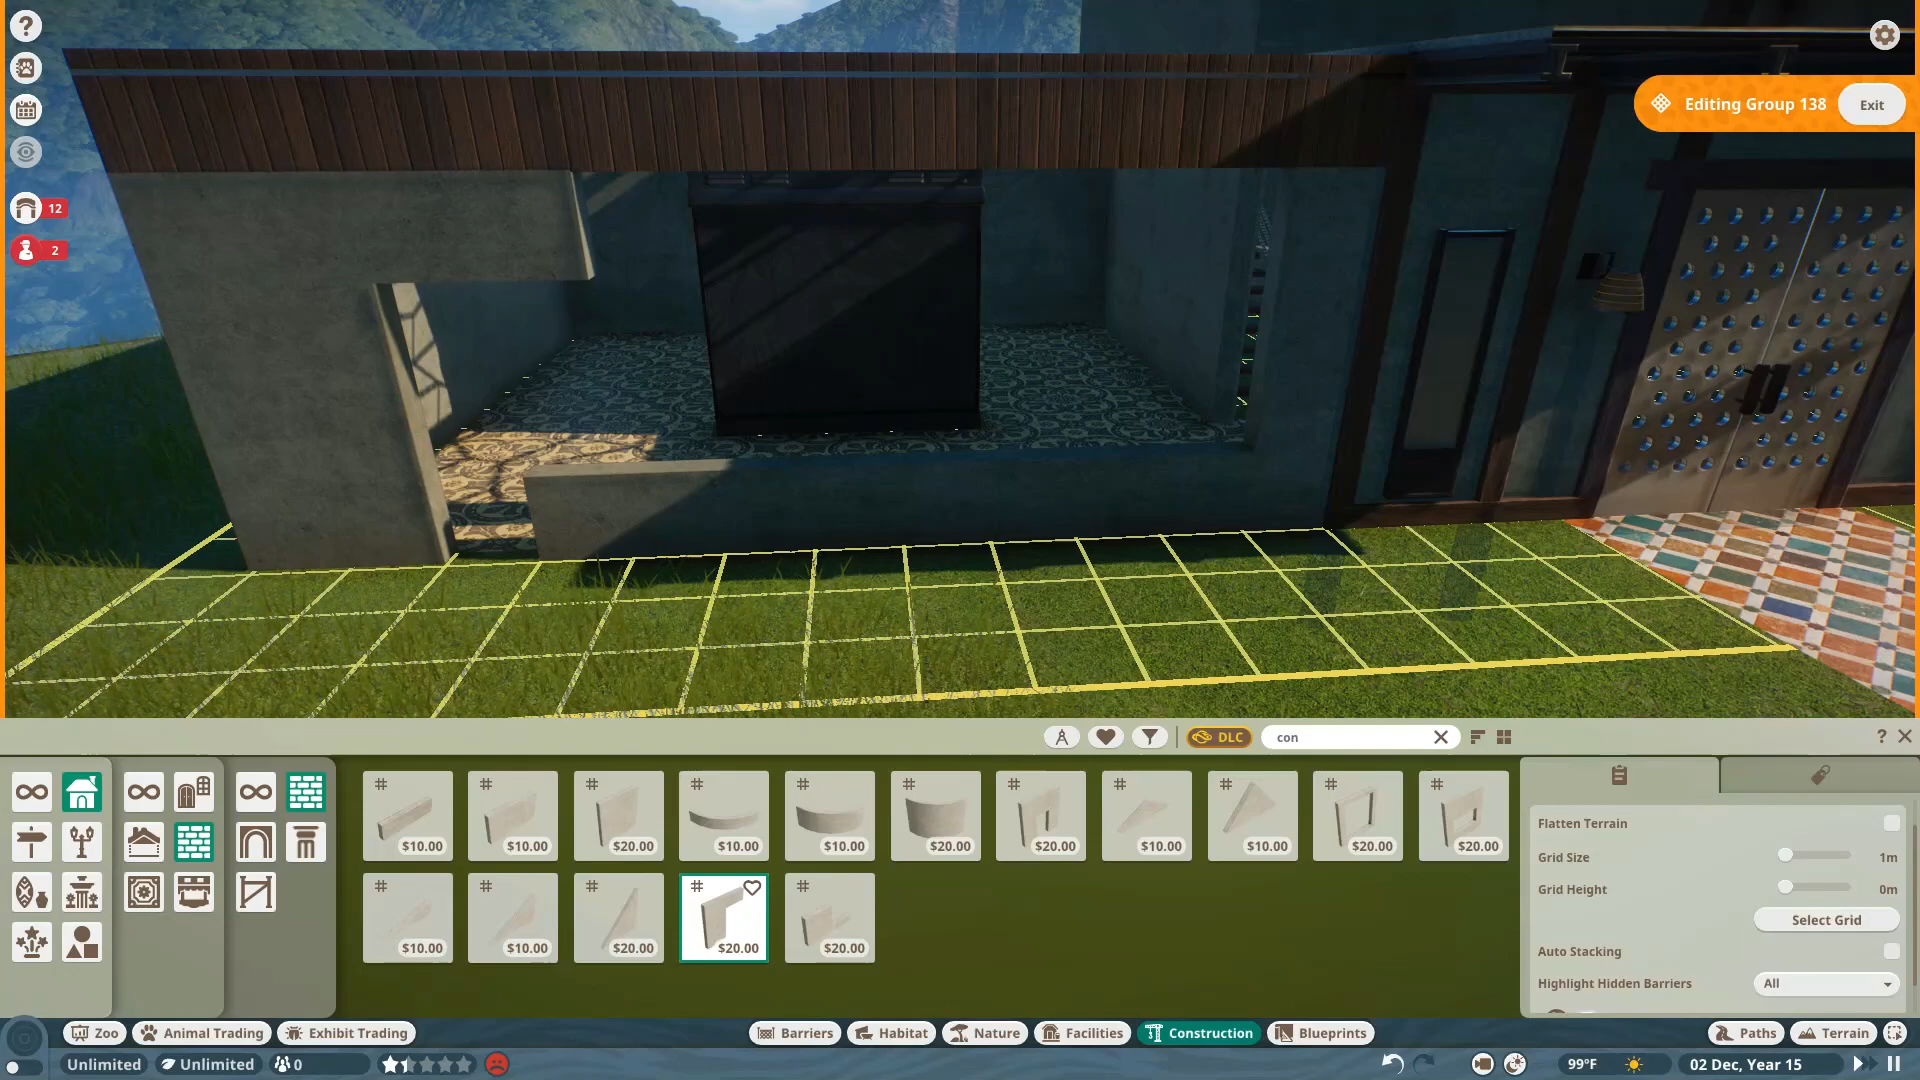 ?
12
2
Editing Group 138
Exit
DLC
con
?
$10.00
$10.00
$20.00
$10.00
$10.00
$20.00
$20.00
$10.00
$10.00
$20.00
$20.00
$10.00
$10.00
$20.00
$20.00
$20.00
Flatten Terrain
Grid Size
1m
Grid Height
0m
Select Grid
Auto Stacking
Highlight Hidden Barriers
All
Zoo
Animal Trading
Exhibit Trading
Barriers
Habitat
Nature
Facilities
Construction
Blueprints
Paths
Terrain
Unlimited
Unlimited
0
99°F
02 Dec, Year 15